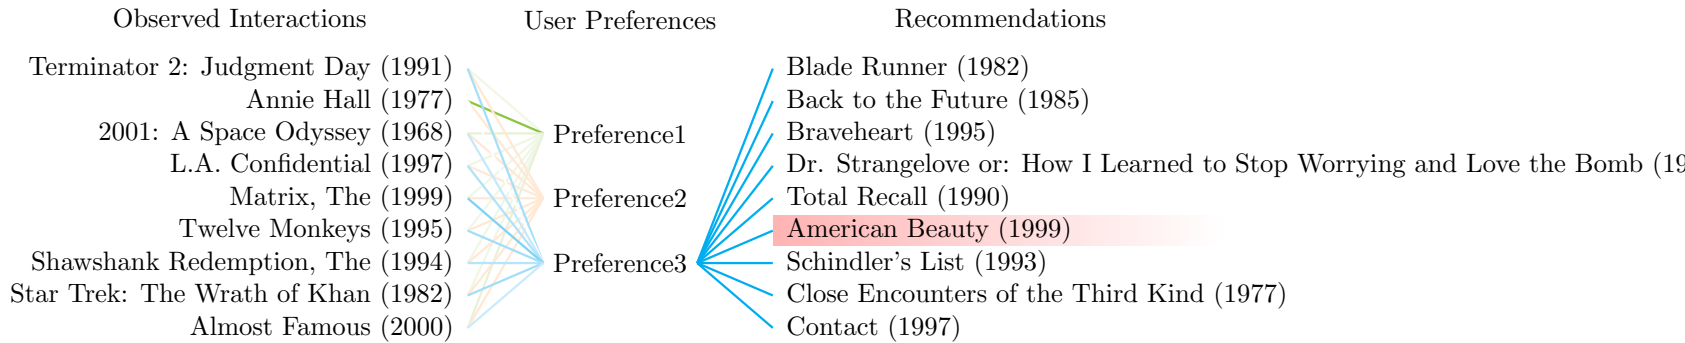 Observed Interactions
User Preferences
Recommendations
Terminator 2: Judgment Day (1991)
Annie Hall (1977)
2001: A Space Odyssey (1968)
L.A. Confidential (1997)
Matrix, The (1999)
Twelve Monkeys (1995)
Shawshank Redemption, The (1994)
Star Trek: The Wrath of Khan (1982)
Almost Famous (2000)
Preference1
Preference2
Preference3
Blade Runner (1982)
Back to the Future (1985)
Braveheart (1995)
Dr. Strangelove or: How I Learned to Stop Worrying and Love the Bomb (19
Total Recall (1990)
American Beauty (1999)
Schindler's List (1993)
Close Encounters of the Third Kind (1977)
Contact (1997)